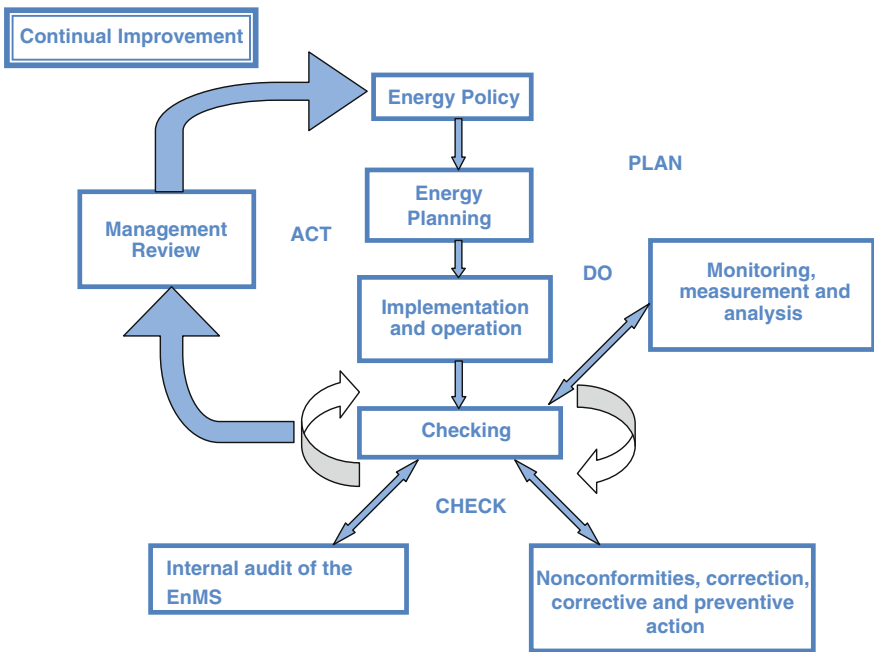 Continual Improvement
Energy Policy
PLAN
Energy
Planning
Management
Review
ACT
DO
Monitoring,
measurement and
analysis
Implementation
and operation
Checking
CHECK
Internal audit of the
EnMS
Nonconformities, correction,
corrective and preventive
action